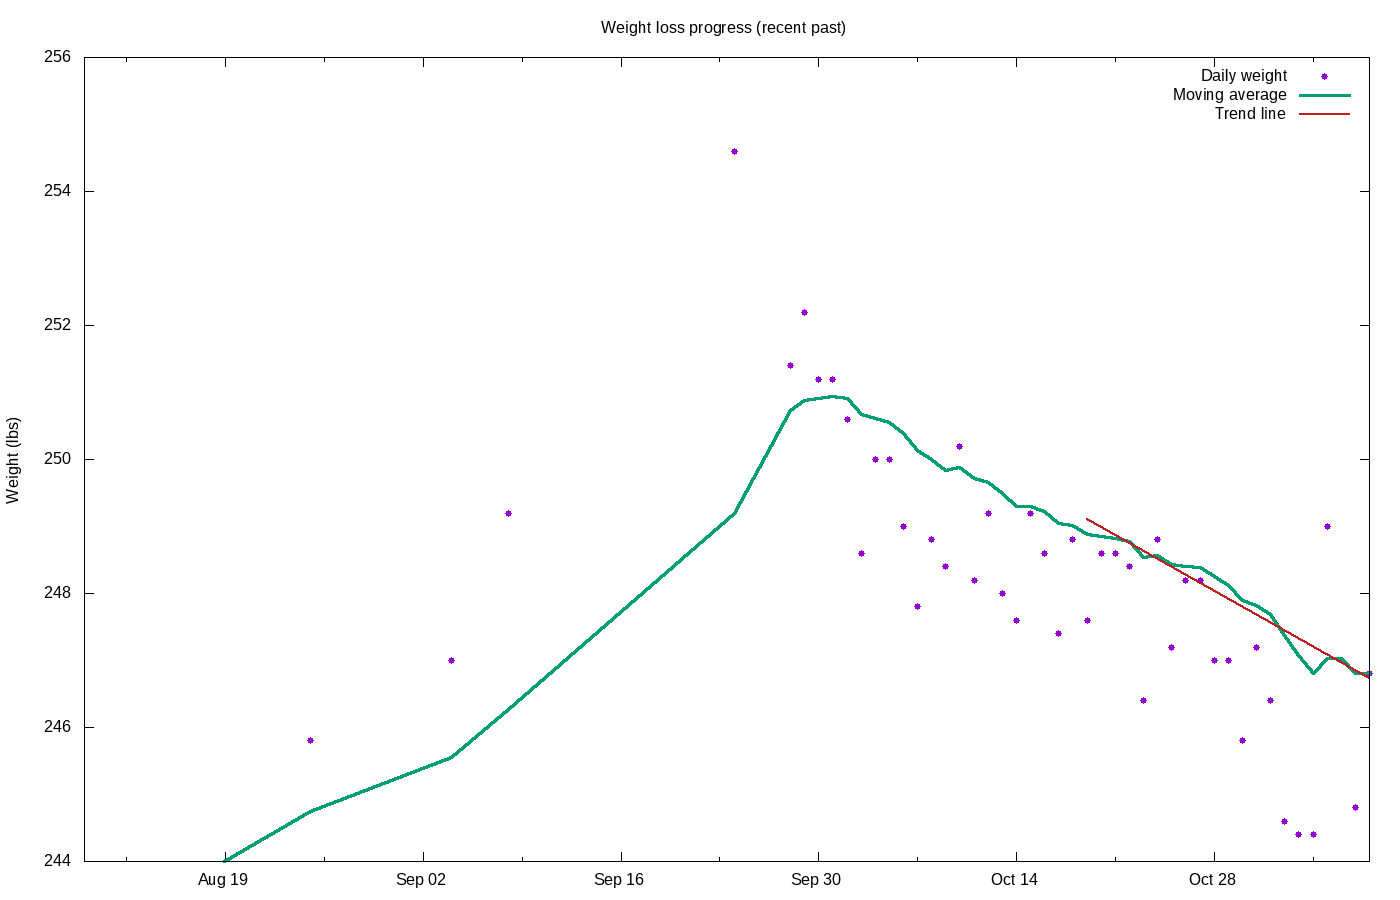 Weight loss progress (recent past)
256
Daily weight
Moving average
Trend line
254
252
250
248
246
244
Weight (lbs)
Aug 19 Sep 02 Sep 16 Sep 30 Oct 14 Oct 28